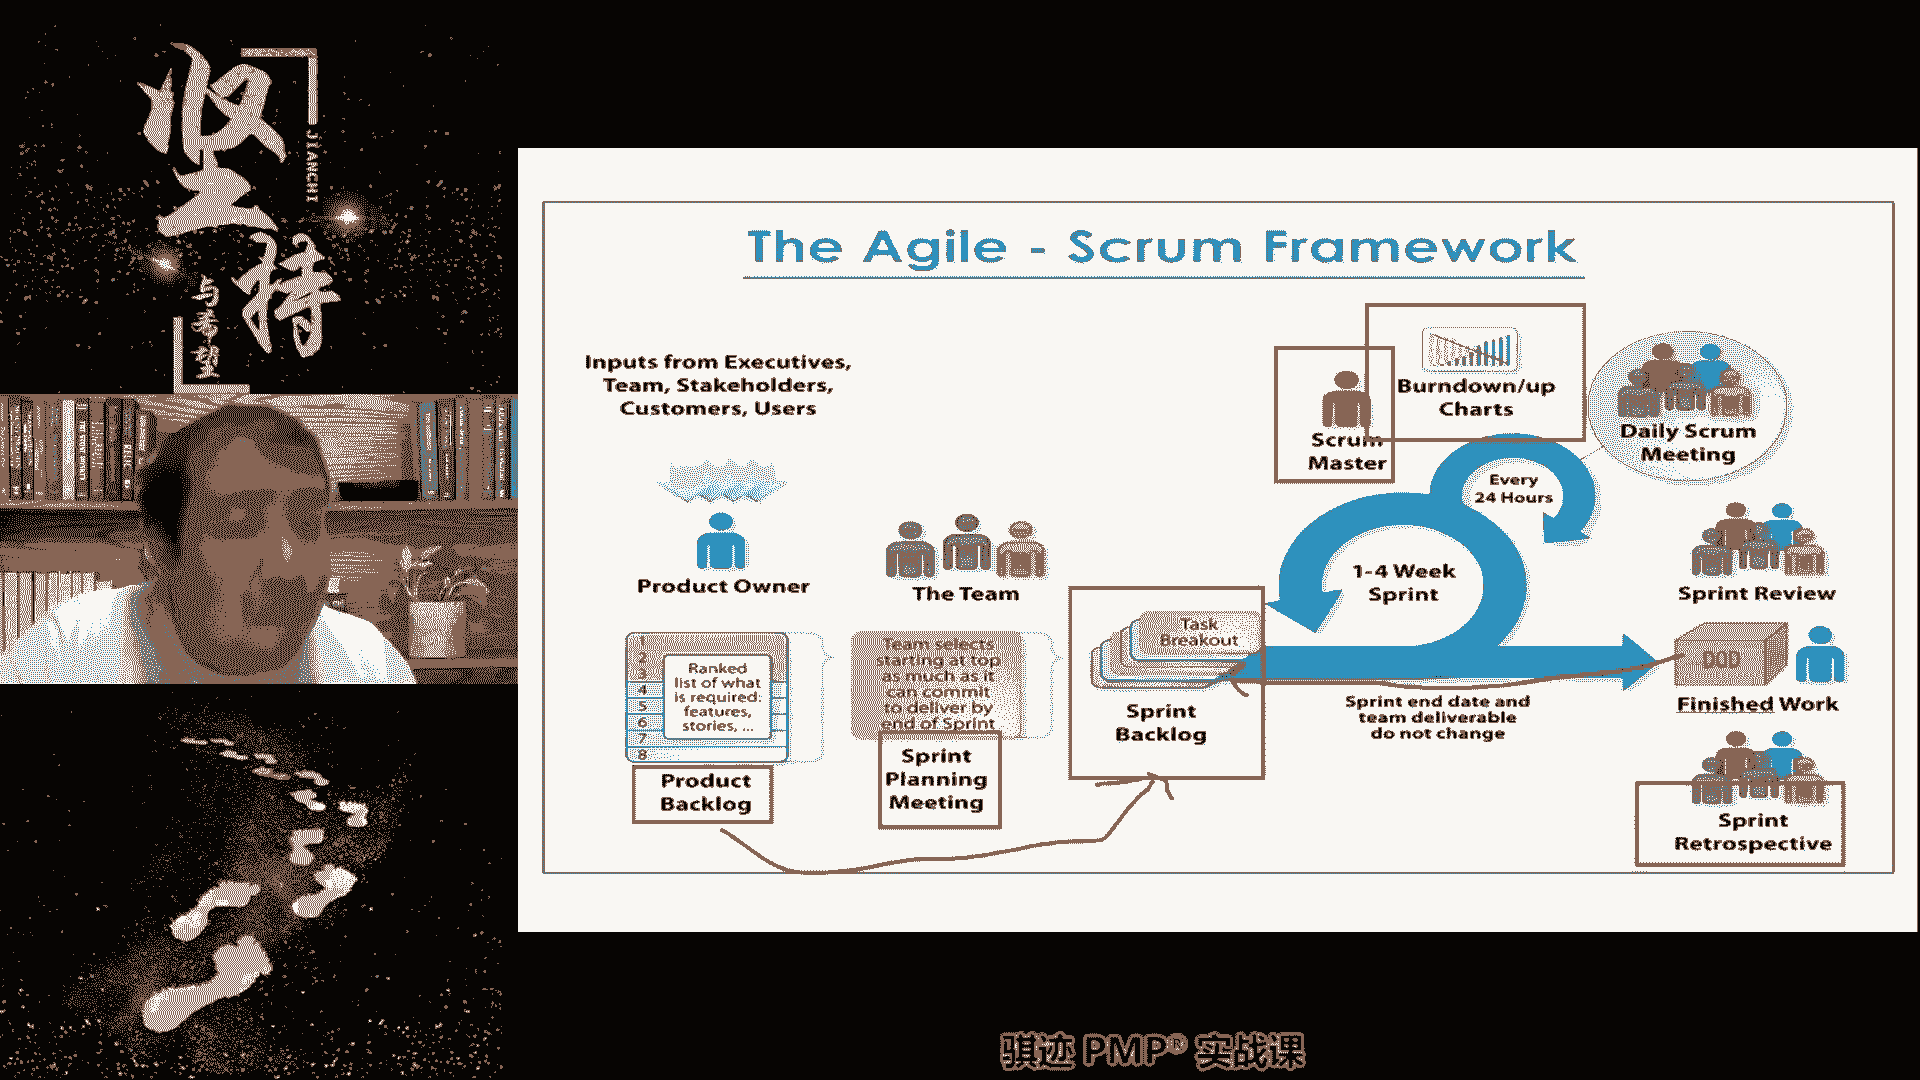 坚持
JIANCHI
与希望
The Agile - Scrum Framework
Inputs from Executives,
Team, Stakeholders,
Customers, Users
Product Owner
The Team
1
2
3
4
5
6
7
8
Ranked
list of what
is required:
features,
stories, ...
Product
Backlog
Team selects
starting at top
as much as it
can commit
to deliver by
end of Sprint
Sprint
Planning
Meeting
Task
Breakout
Sprint
Backlog
Scrum
Master
Burndown/up
Charts
Every
24 Hours
1-4 Week
Sprint
Sprint end date and
team deliverable
do not change
Daily Scrum
Meeting
Sprint Review
DOD
Finished Work
Sprint
Retrospective
骐迹 PMP® 实战课